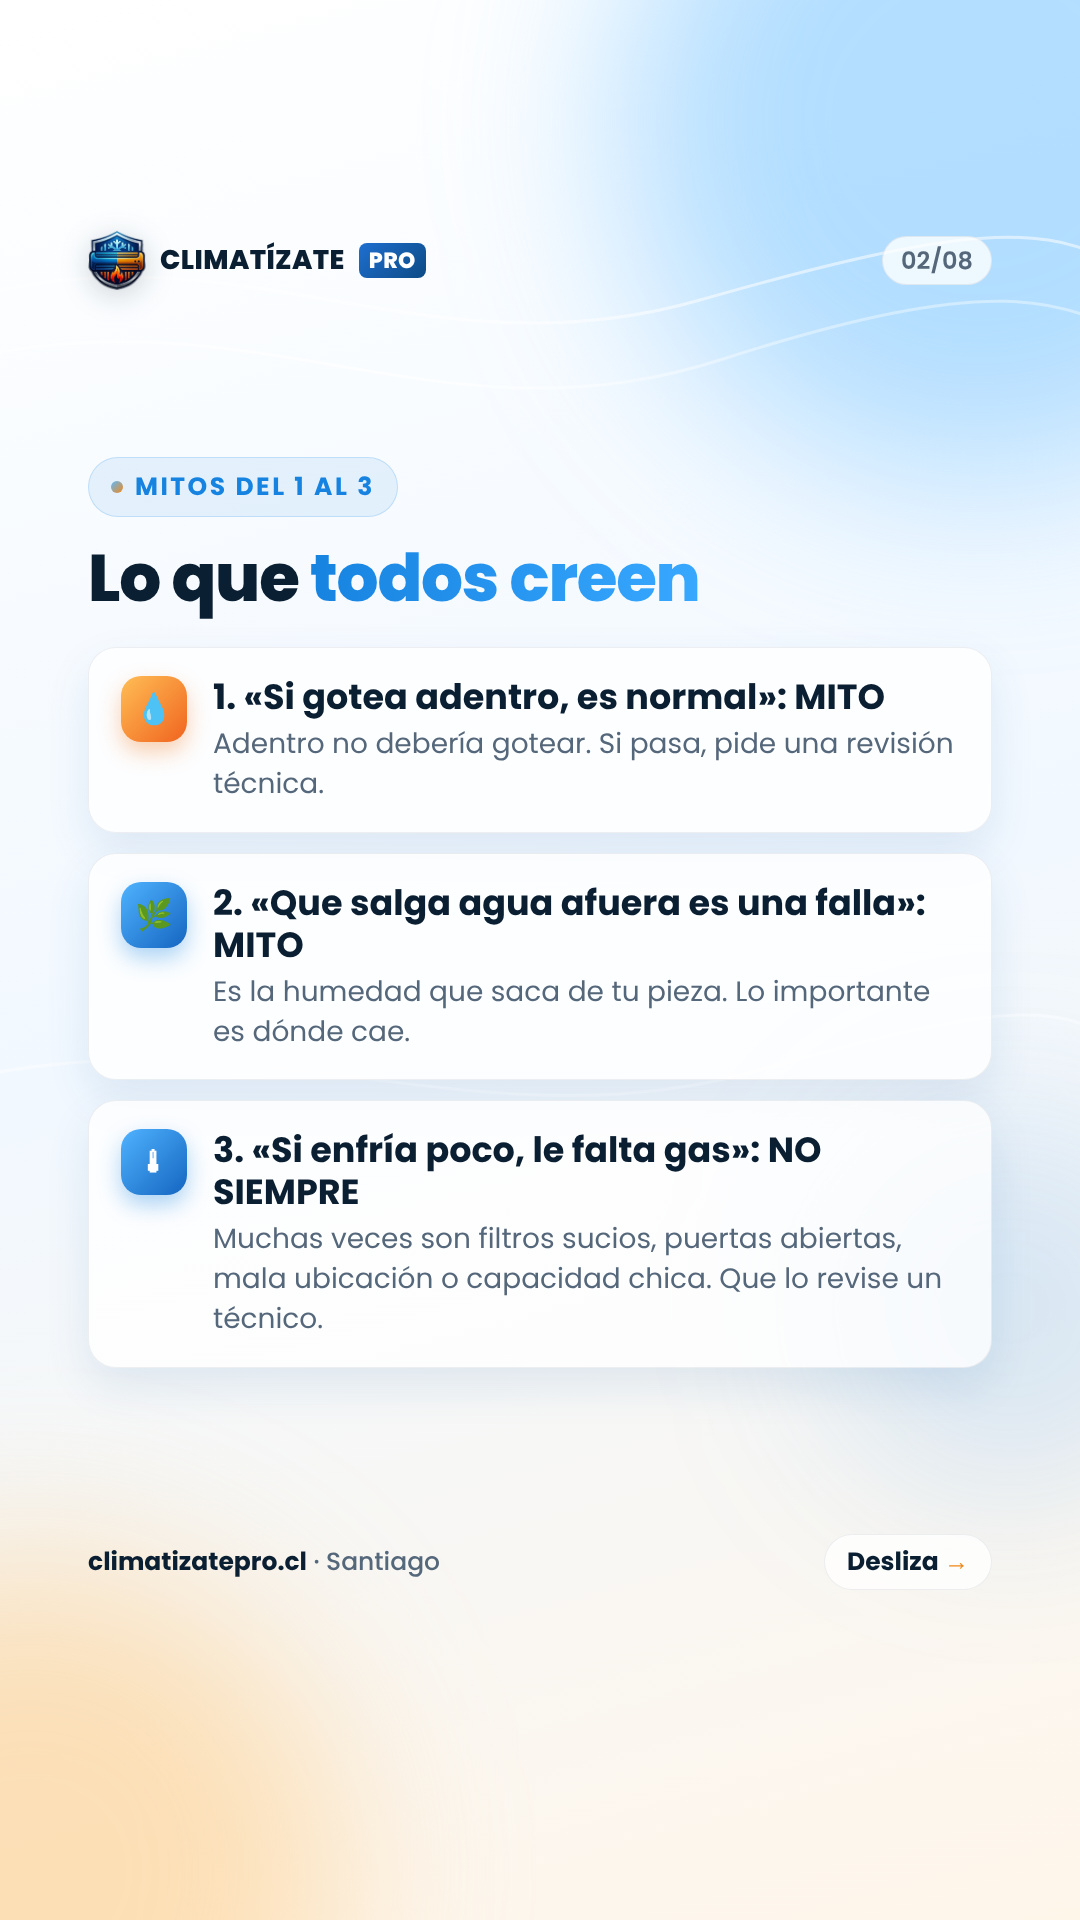 CLIMATÍZATE PRO
02/08
MITOS DEL 1 AL 3
Lo que todos creen
1. «Si gotea adentro, es normal»: MITO
Adentro no debería gotear. Si pasa, pide una revisión
técnica.
2. «Que salga agua afuera es una falla»:
MITO
Es la humedad que saca de tu pieza. Lo importante
es dónde cae.
3. «Si enfría poco, le falta gas»: NO
SIEMPRE
Muchas veces son filtros sucios, puertas abiertas,
mala ubicación o capacidad chica. Que lo revise un
técnico.
climatizatepro.cl · Santiago
Desliza →